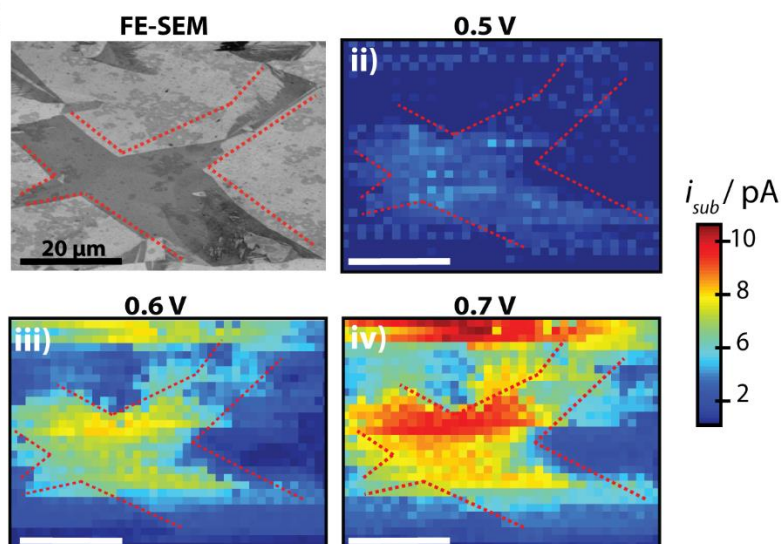 FE-SEM
0.5 V
20 µm
ii)
i_sub / pA
10
8
6
4
2
0.6 V
0.7 V
iii)
iv)